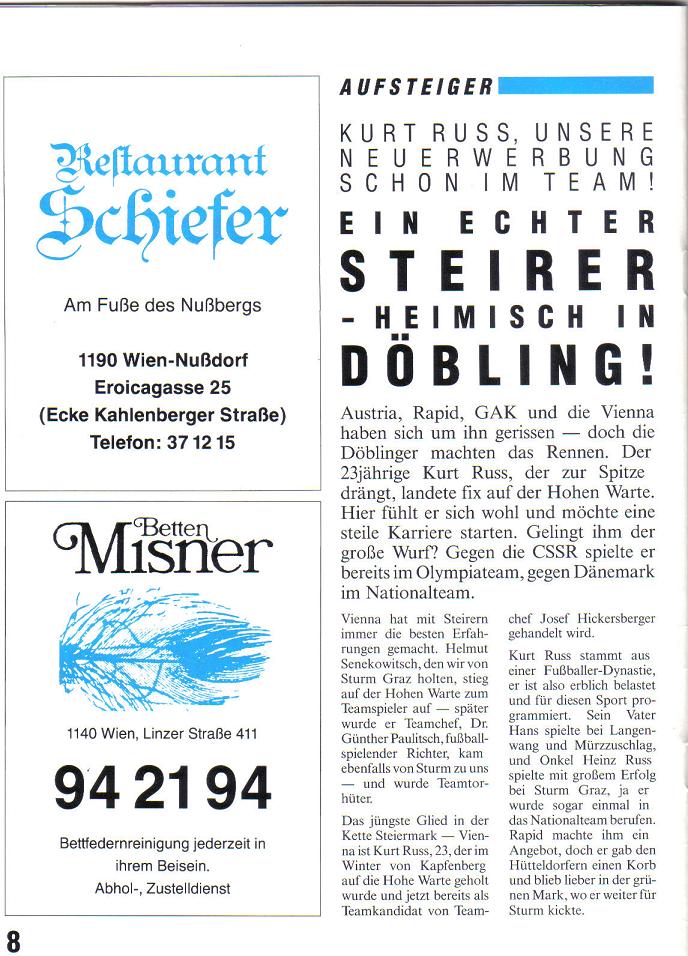 Restaurant
Schiefer
Am Fuße des Nußbergs
1190 Wien-Nußdorf
Eroicagasse 25
(Ecke Kahlenberger Straße)
Telefon: 37 12 15
Betten
Misner
1140 Wien, Linzer Straße 411
94 21 94
Bettfedernreinigung jederzeit in
ihrem Beisein.
Abhol-, Zustelldienst
8
AUFSTEIGER
KURT RUSS, UNSERE
NEUERWERBUNG
SCHON IM TEAM!
EIN ECHTER
STEIRER
– HEIMISCH IN
DÖBLING!
Austria, Rapid, GAK und die Vienna
haben sich um ihn gerissen — doch die
Döblinger machten das Rennen. Der
23jährige Kurt Russ, der zur Spitze
drängt, landete fix auf der Hohen Warte.
Hier fühlt er sich wohl und möchte eine
steile Karriere starten. Gelingt ihm der
große Wurf? Gegen die CSSR spielte er
bereits im Olympiateam, gegen Dänemark
im Nationalteam.
Vienna hat mit Steirern
immer die besten Erfah-
rungen gemacht. Helmut
Senekowitsch, den wir von
Sturm Graz holten, stieg
auf der Hohen Warte zum
Teamspieler auf — später
wurde er Teamchef, Dr.
Günther Paulitsch, fußball-
spielender Richter, kam
ebenfalls von Sturm zu uns
— und wurde Teamtor-
hüter.
Das jüngste Glied in der
Kette Steiermark — Vien-
na ist Kurt Russ, 23, der im
Winter von Kapfenberg
auf die Hohe Warte geholt
wurde und jetzt bereits als
Teamkandidat von Team-
chef Josef Hickersberger
gehandelt wird.
Kurt Russ stammt aus
einer Fußballer-Dynastie,
er ist also erblich belastet
und für diesen Sport pro-
grammiert. Sein Vater
Hans spielte bei Langen-
wang und Mürzzuschlag,
und Onkel Heinz Russ
spielte mit großem Erfolg
bei Sturm Graz, ja er
wurde sogar einmal in
das Nationalteam berufen.
Rapid machte ihm ein
Angebot, doch er gab den
Hütteldorfern einen Korb
und blieb lieber in der grü-
nen Mark, wo er weiter für
Sturm kickte.